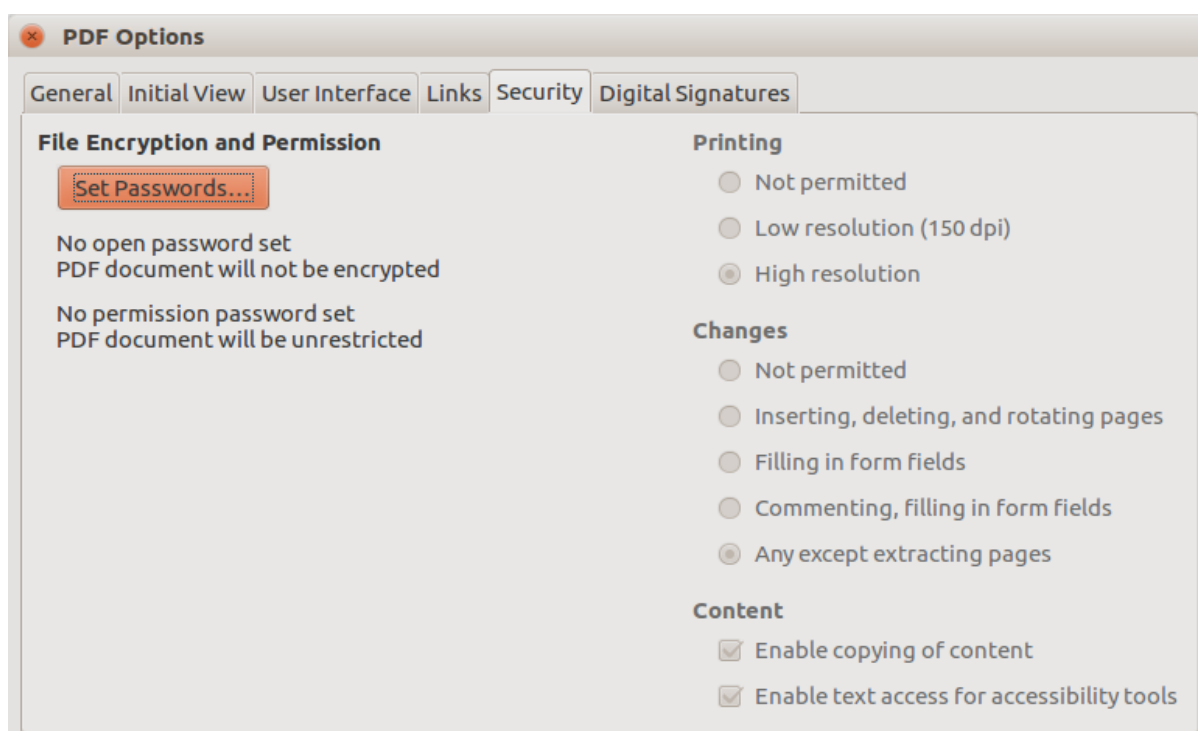 PDF Options
General Initial View User Interface Links Security Digital Signatures
File Encryption and Permission
Set Passwords...
No open password set
PDF document will not be encrypted
No permission password set
PDF document will be unrestricted
Printing
Not permitted
Low resolution (150 dpi)
High resolution
Changes
Not permitted
Inserting, deleting, and rotating pages
Filling in form fields
Commenting, filling in form fields
Any except extracting pages
Content
Enable copying of content
Enable text access for accessibility tools